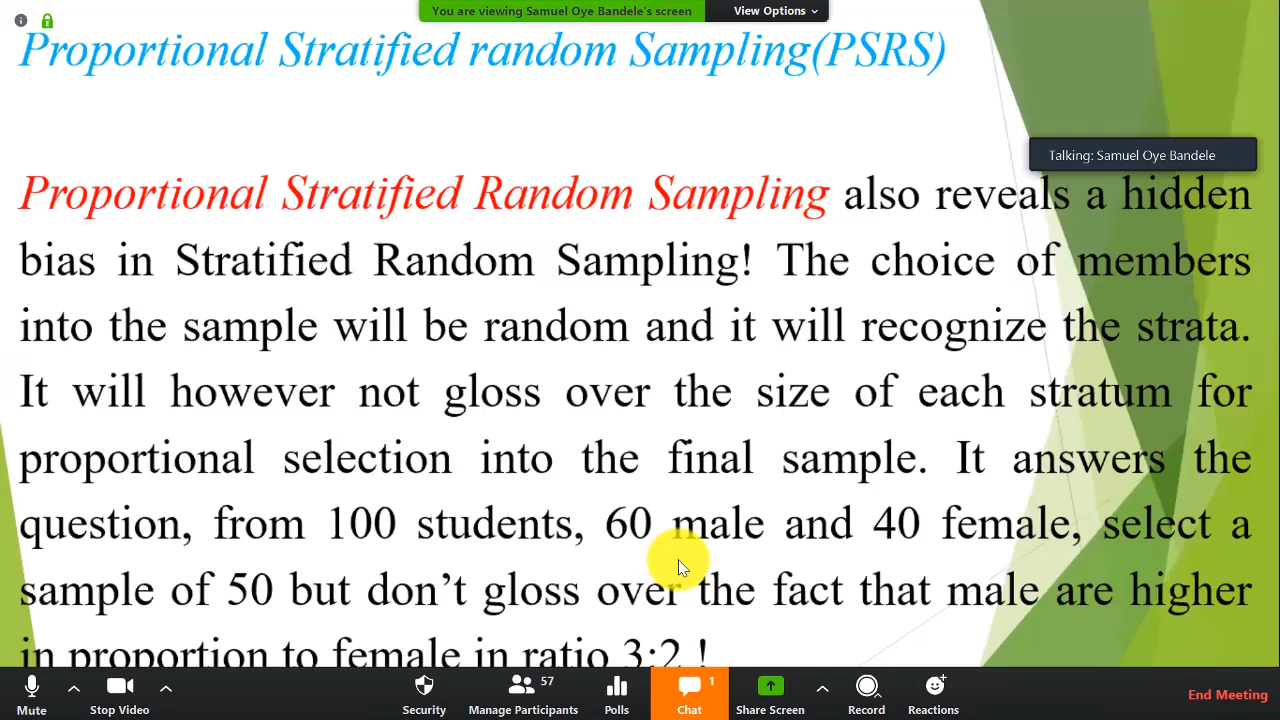 You are viewing Samuel Oye Bandele's screen
View Options
Proportional Stratified random Sampling(PSRS)
Talking: Samuel Oye Bandele
Proportional Stratified Random Sampling also reveals a hidden
bias in Stratified Random Sampling! The choice of members
into the sample will be random and it will recognize the strata.
It will however not gloss over the size of each stratum for
proportional selection into the final sample. It answers the
question, from 100 students, 60 male and 40 female, select a
sample of 50 but don't gloss over the fact that male are higher
in proportion to female in ratio 3:2 !
Mute
Stop Video
Security
57
Manage Participants
Polls
1
Chat
Share Screen
Record
Reactions
End Meeting